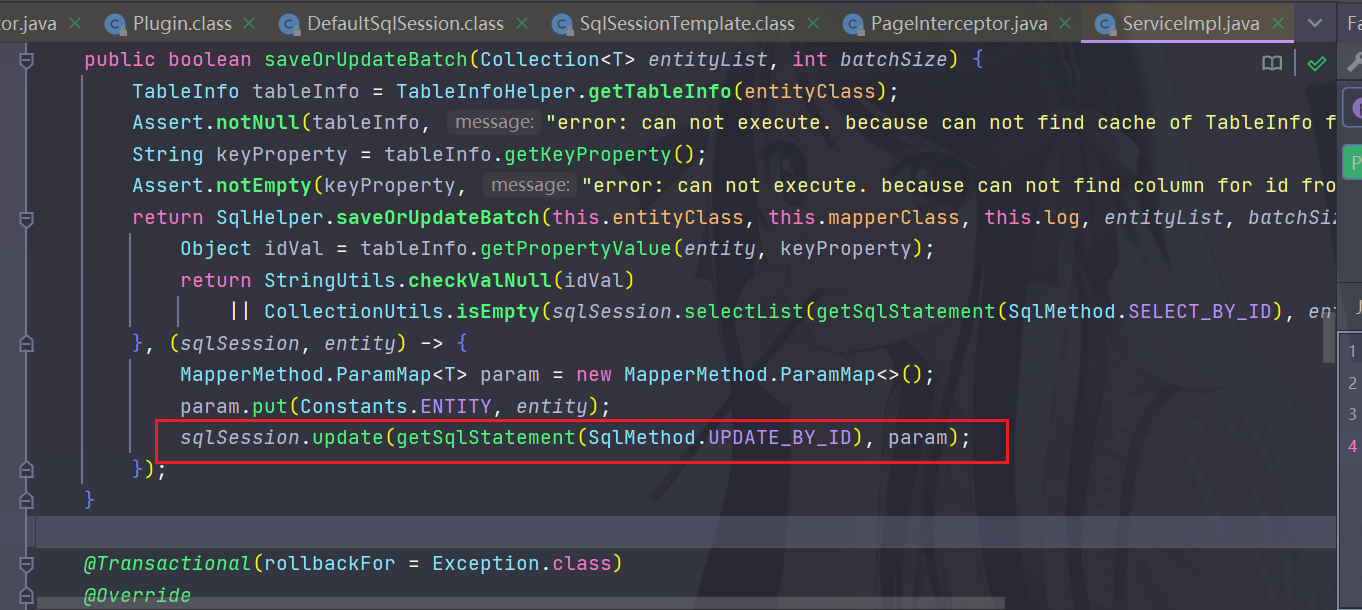 or.java Plugin.class DefaultSqlSession.class SqlSessionTemplate.class PageInterceptor.java ServiceImpl.java Fa
public boolean saveOrUpdateBatch(Collection<T> entityList, int batchSize) {
TableInfo tableInfo = TableInfoHelper.getTableInfo(entityClass);
Assert.notNull(tableInfo, message: "error: can not execute. because can not find cache of TableInfo f
String keyProperty = tableInfo.getKeyProperty();
Assert.notEmpty(keyProperty, message: "error: can not execute. because can not find column for id fro
return SqlHelper.saveOrUpdateBatch(this.entityClass, this.mapperClass, this.log, entityList, batchSiz
Object idVal = tableInfo.getPropertyValue(entity, keyProperty);
return StringUtils.checkValNull(idVal)
|| CollectionUtils.isEmpty(sqlSession.selectList(getSqlStatement(SqlMethod.SELECT_BY_ID), en
}, (sqlSession, entity) -> {
MapperMethod.ParamMap<T> param = new MapperMethod.ParamMap<>();
param.put(Constants.ENTITY, entity);
sqlSession.update(getSqlStatement(SqlMethod.UPDATE_BY_ID), param);
});
}
@Transactional(rollbackFor = Exception.class)
@Override
P
J
1
2
3
4